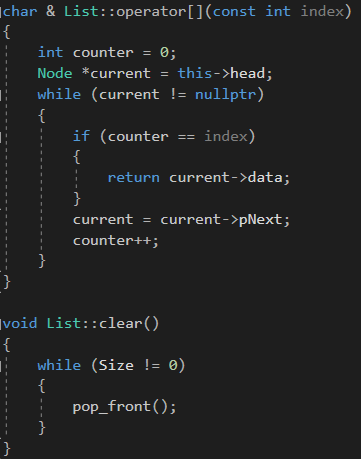 char & List::operator[](const int index)
{
    int counter = 0;
    Node *current = this->head;
    while (current != nullptr)
    {
        if (counter == index)
        {
            return current->data;
        }
        current = current->pNext;
        counter++;
    }
}
void List::clear()
{
    while (Size != 0)
    {
        pop_front();
    }
}